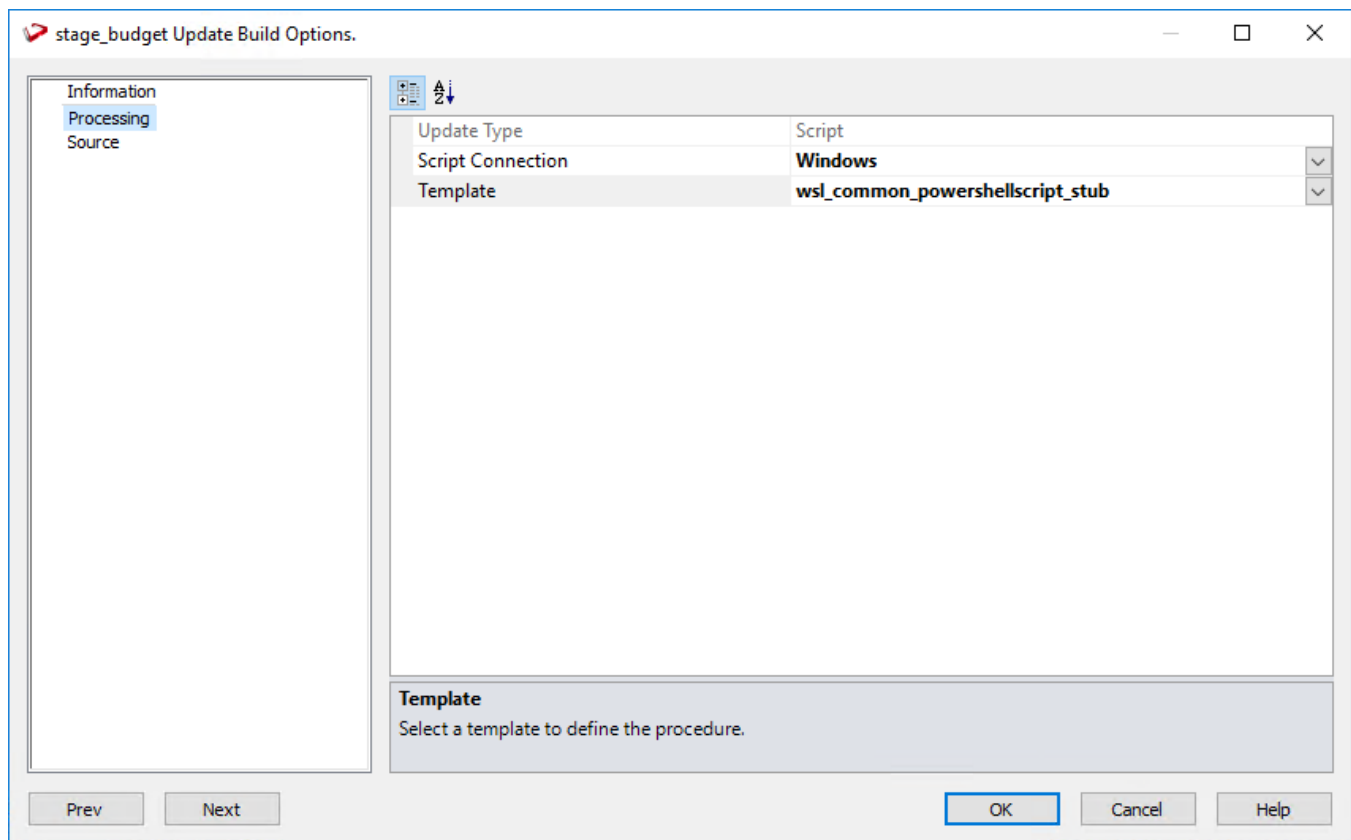 stage_budget Update Build Options.
Information
Processing
Source
Update Type Script
Script Connection Windows
Template wsl_common_powershellscript_stub
Template
Select a template to define the procedure.
Prev Next OK Cancel Help